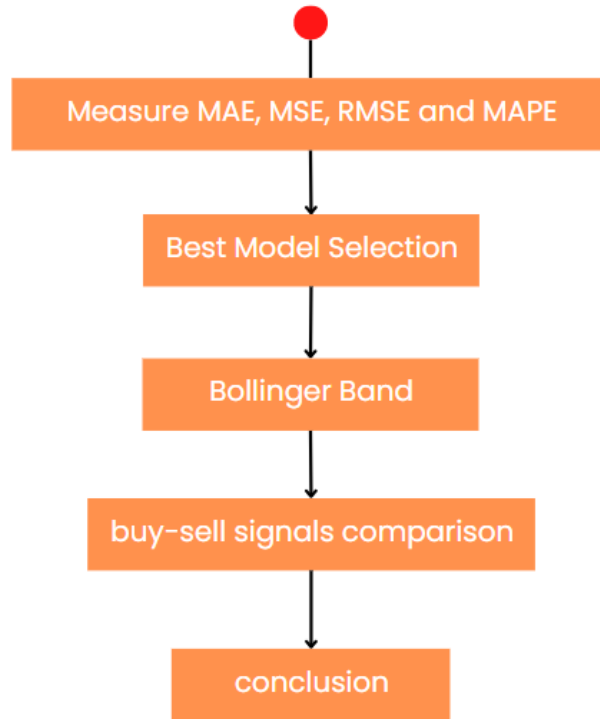 Measure MAE, MSE, RMSE and MAPE
Best Model Selection
Bollinger Band
buy-sell signals comparison
conclusion